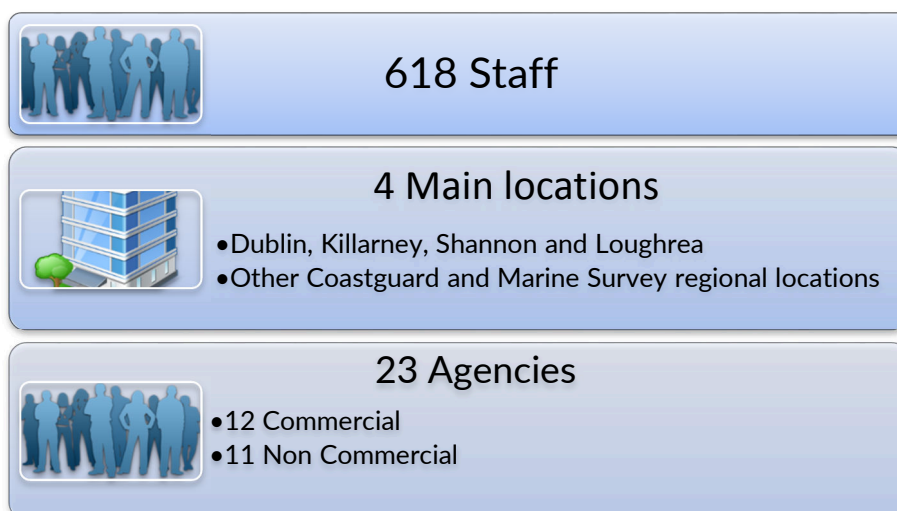 618 Staff
4 Main locations
•Dublin, Killarney, Shannon and Loughrea
•Other Coastguard and Marine Survey regional locations
23 Agencies
•12 Commercial
•11 Non Commercial